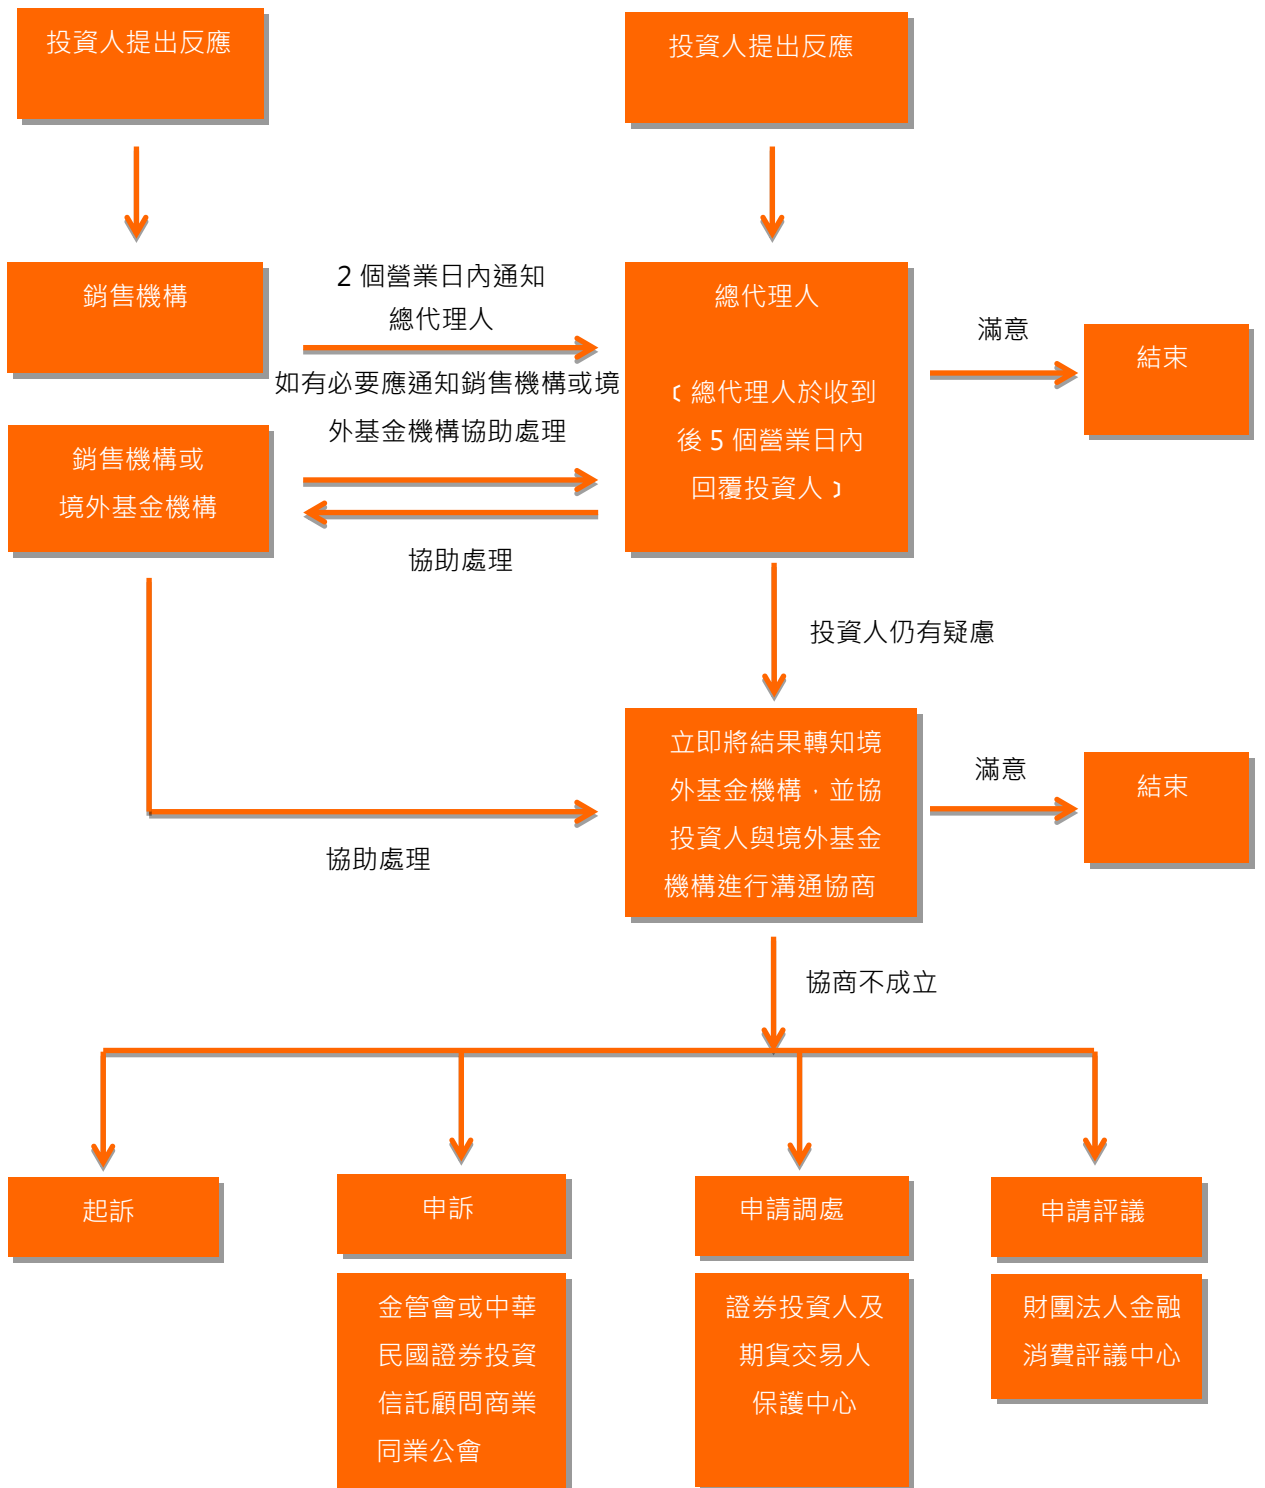 投資人提出反應
投資人提出反應
銷售機構
2 個營業日內通知
總代理人
總代理人
﹝總代理人於收到
後 5 個營業日內
回覆投資人﹞
滿意
結束
如有必要應通知銷售機構或境
外基金機構協助處理
銷售機構或
境外基金機構
協助處理
投資人仍有疑慮
立即將結果轉知境
外基金機構，並協
投資人與境外基金
機構進行溝通協商
滿意
結束
協助處理
協商不成立
起訴
申訴
金管會或中華
民國證券投資
信託顧問商業
同業公會
申請調處
證券投資人及
期貨交易人
保護中心
申請評議
財團法人金融
消費評議中心